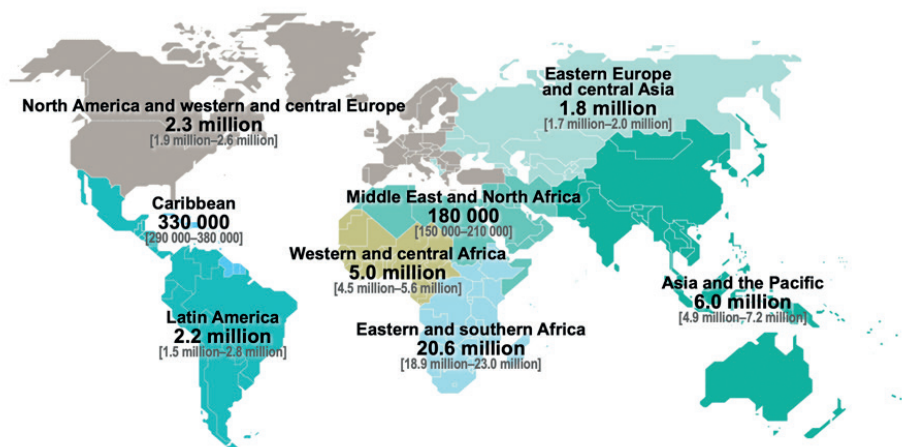 North America and western and central Europe
2.3 million
[1.9 million–2.6 million]
Eastern Europe
and central Asia
1.8 million
[1.7 million–2.0 million]
Caribbean
330 000
[290 000–380 000]
Middle East and North Africa
180 000
[150 000–210 000]
Western and central Africa
5.0 million
[4.5 million–5.6 million]
Asia and the Pacific
6.0 million
[4.9 million–7.2 million]
Latin America
2.2 million
[1.5 million–2.8 million]
Eastern and southern Africa
20.6 million
[18.9 million–23.0 million]